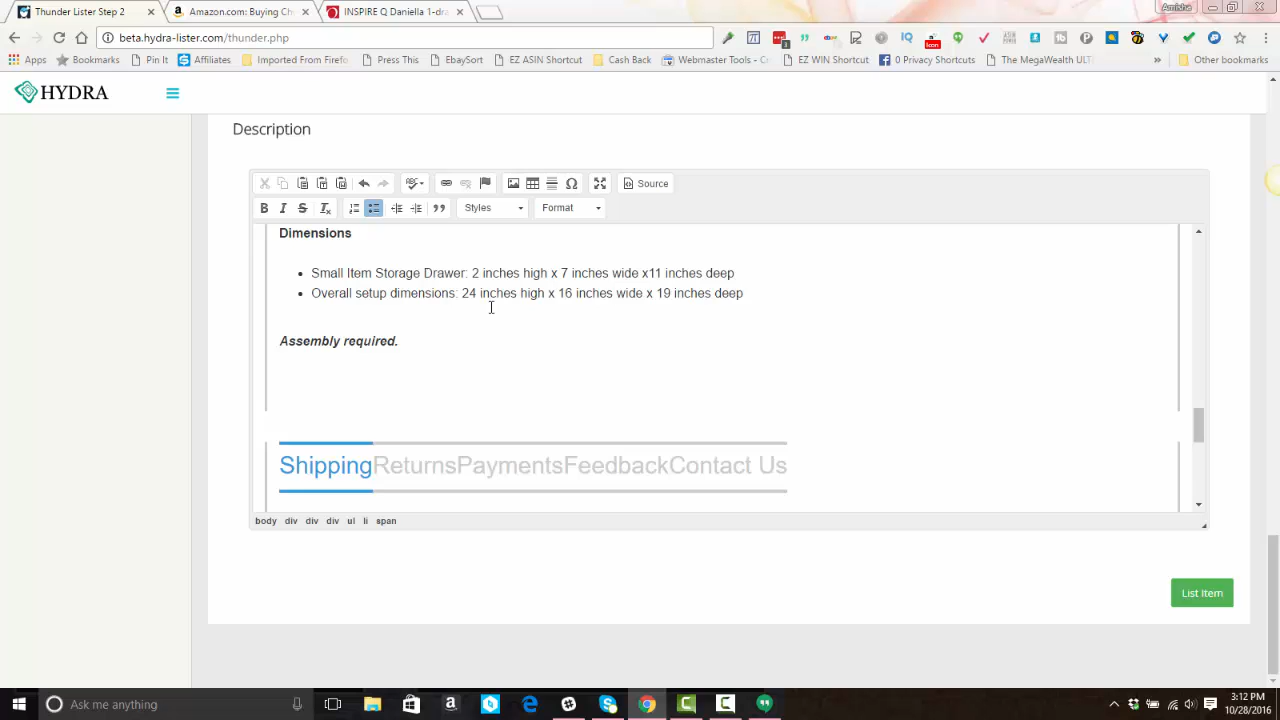 Thunder Lister Step 2
Amazon.com: Buying Ch
INSPIRE Q Daniella 1-dra
Amisha
beta.hydra-lister.com/thunder.php
Apps
Bookmarks
Pin It
Affiliates
Imported From Firefo
Press This
EbaySoft
EZ ASIN Shortcut
Cash Back
Webmaster Tools - C
EZ WIN Shortcut
0 Privacy Shortcuts
The MegaWealth ULTI
»
Other bookmarks
HYDRA
Description
Source
B I S Ix
Styles
Format
Dimensions
• Small Item Storage Drawer: 2 inches high x 7 inches wide x11 inches deep
• Overall setup dimensions: 24 inches high x 16 inches wide x 19 inches deep
Assembly required.
ShippingReturnsPaymentsFeedbackContact Us
body div div div ul li span
List Item
Ask me anything
3:12 PM
10/28/2016